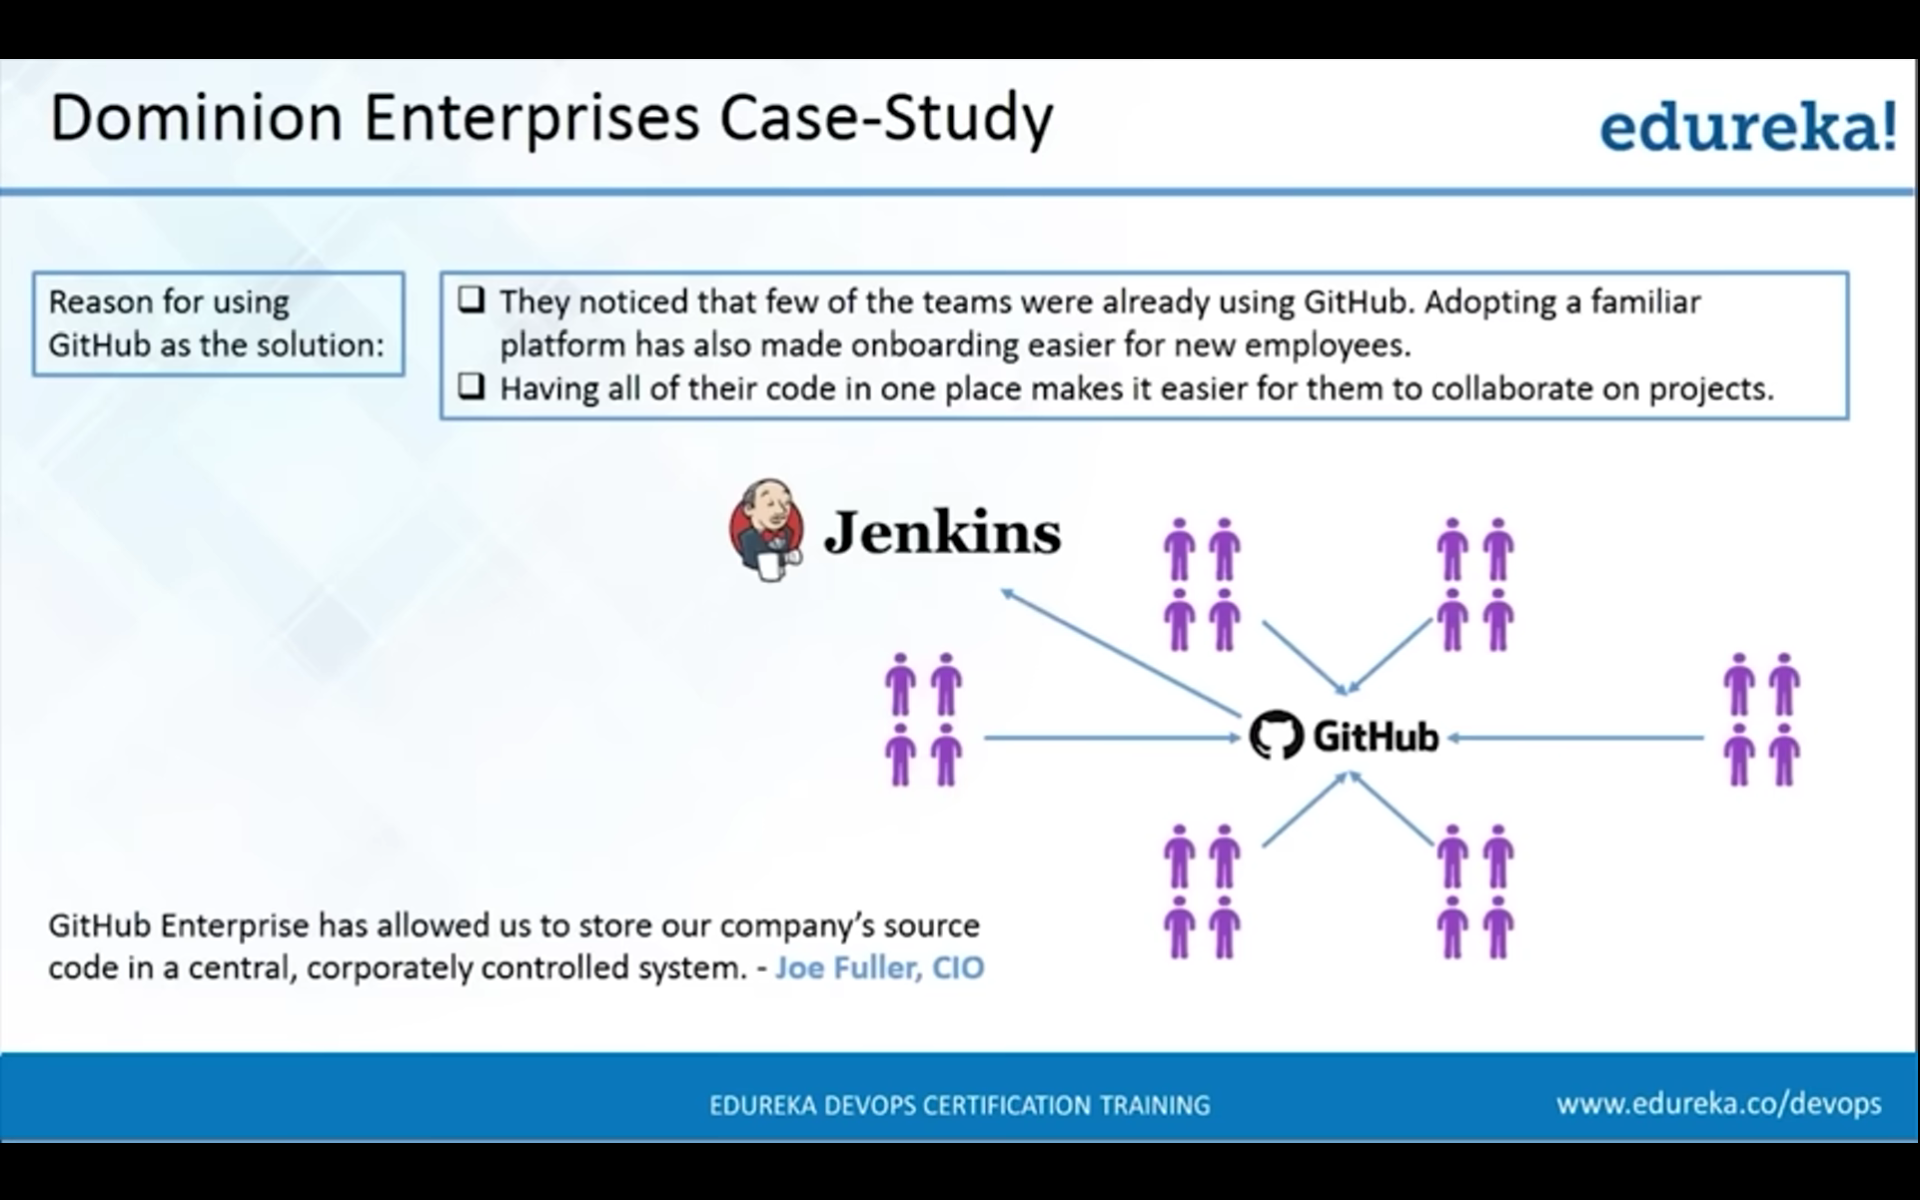 Dominion Enterprises Case-Study
edureka!
Reason for using
GitHub as the solution:
They noticed that few of the teams were already using GitHub. Adopting a familiar
platform has also made onboarding easier for new employees.
Having all of their code in one place makes it easier for them to collaborate on projects.
Jenkins
GitHub
GitHub Enterprise has allowed us to store our company’s source
code in a central, corporately controlled system. - Joe Fuller, CIO
EDUREKA DEVOPS CERTIFICATION TRAINING
www.edureka.co/devops